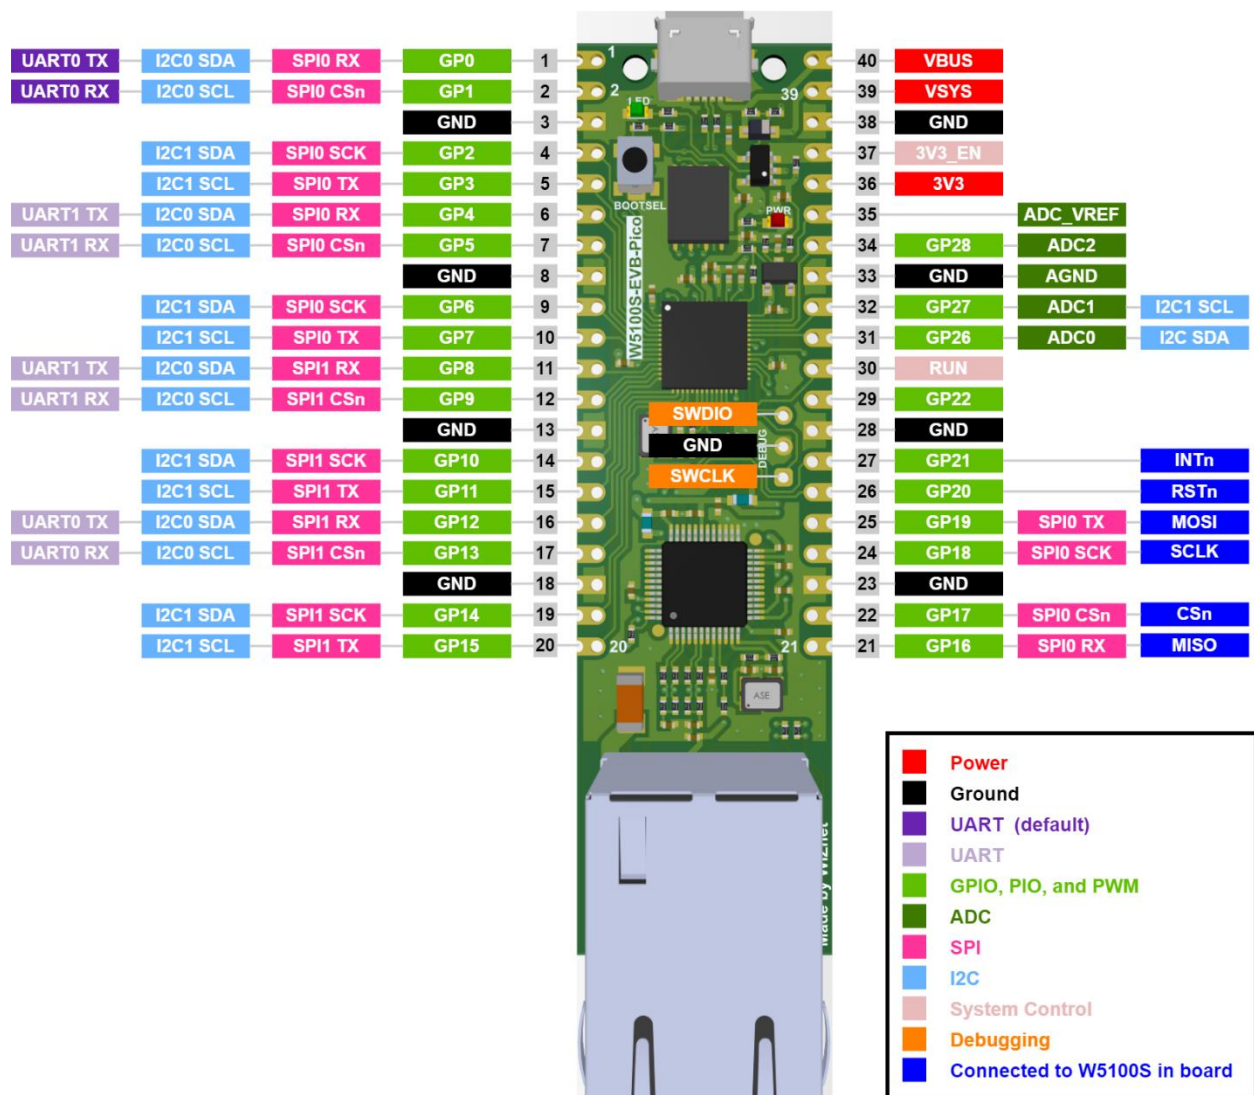 UART0 TX I2C0 SDA SPI0 RX GP0 1 1 40 VBUS
UART0 RX I2C0 SCL SPI0 CSn GP1 2 2 39 39 VSYS
LED
GND 3 38 GND
I2C1 SDA SPI0 SCK GP2 4 37 3V3_EN
I2C1 SCL SPI0 TX GP3 5 36 3V3
BOOTSEL PWR
UART1 TX I2C0 SDA SPI0 RX GP4 6 35 ADC_VREF
UART1 RX I2C0 SCL SPI0 CSn GP5 7 34 GP28 ADC2
GND 8 33 GND AGND
W5100S-EVB-Pico
I2C1 SDA SPI0 SCK GP6 9 32 GP27 ADC1 I2C1 SCL
I2C1 SCL SPI0 TX GP7 10 31 GP26 ADC0 I2C SDA
UART1 TX I2C0 SDA SPI1 RX GP8 11 30 RUN
UART1 RX I2C0 SCL SPI1 CSn GP9 12 29 GP22
SWDIO
GND 13 28 GND
GND DEBUG
I2C1 SDA SPI1 SCK GP10 14 27 GP21 INTn
SWCLK
I2C1 SCL SPI1 TX GP11 15 26 GP20 RSTn
UART0 TX I2C0 SDA SPI1 RX GP12 16 25 GP19 SPI0 TX MOSI
UART0 RX I2C0 SCL SPI1 CSn GP13 17 24 GP18 SPI0 SCK SCLK
GND 18 23 GND
I2C1 SDA SPI1 SCK GP14 19 22 GP17 SPI0 CSn CSn
I2C1 SCL SPI1 TX GP15 20 20 21 21 GP16 SPI0 RX MISO
ASE
Made by WIZnet
Power
Ground
UART (default)
UART
GPIO, PIO, and PWM
ADC
SPI
I2C
System Control
Debugging
Connected to W5100S in board